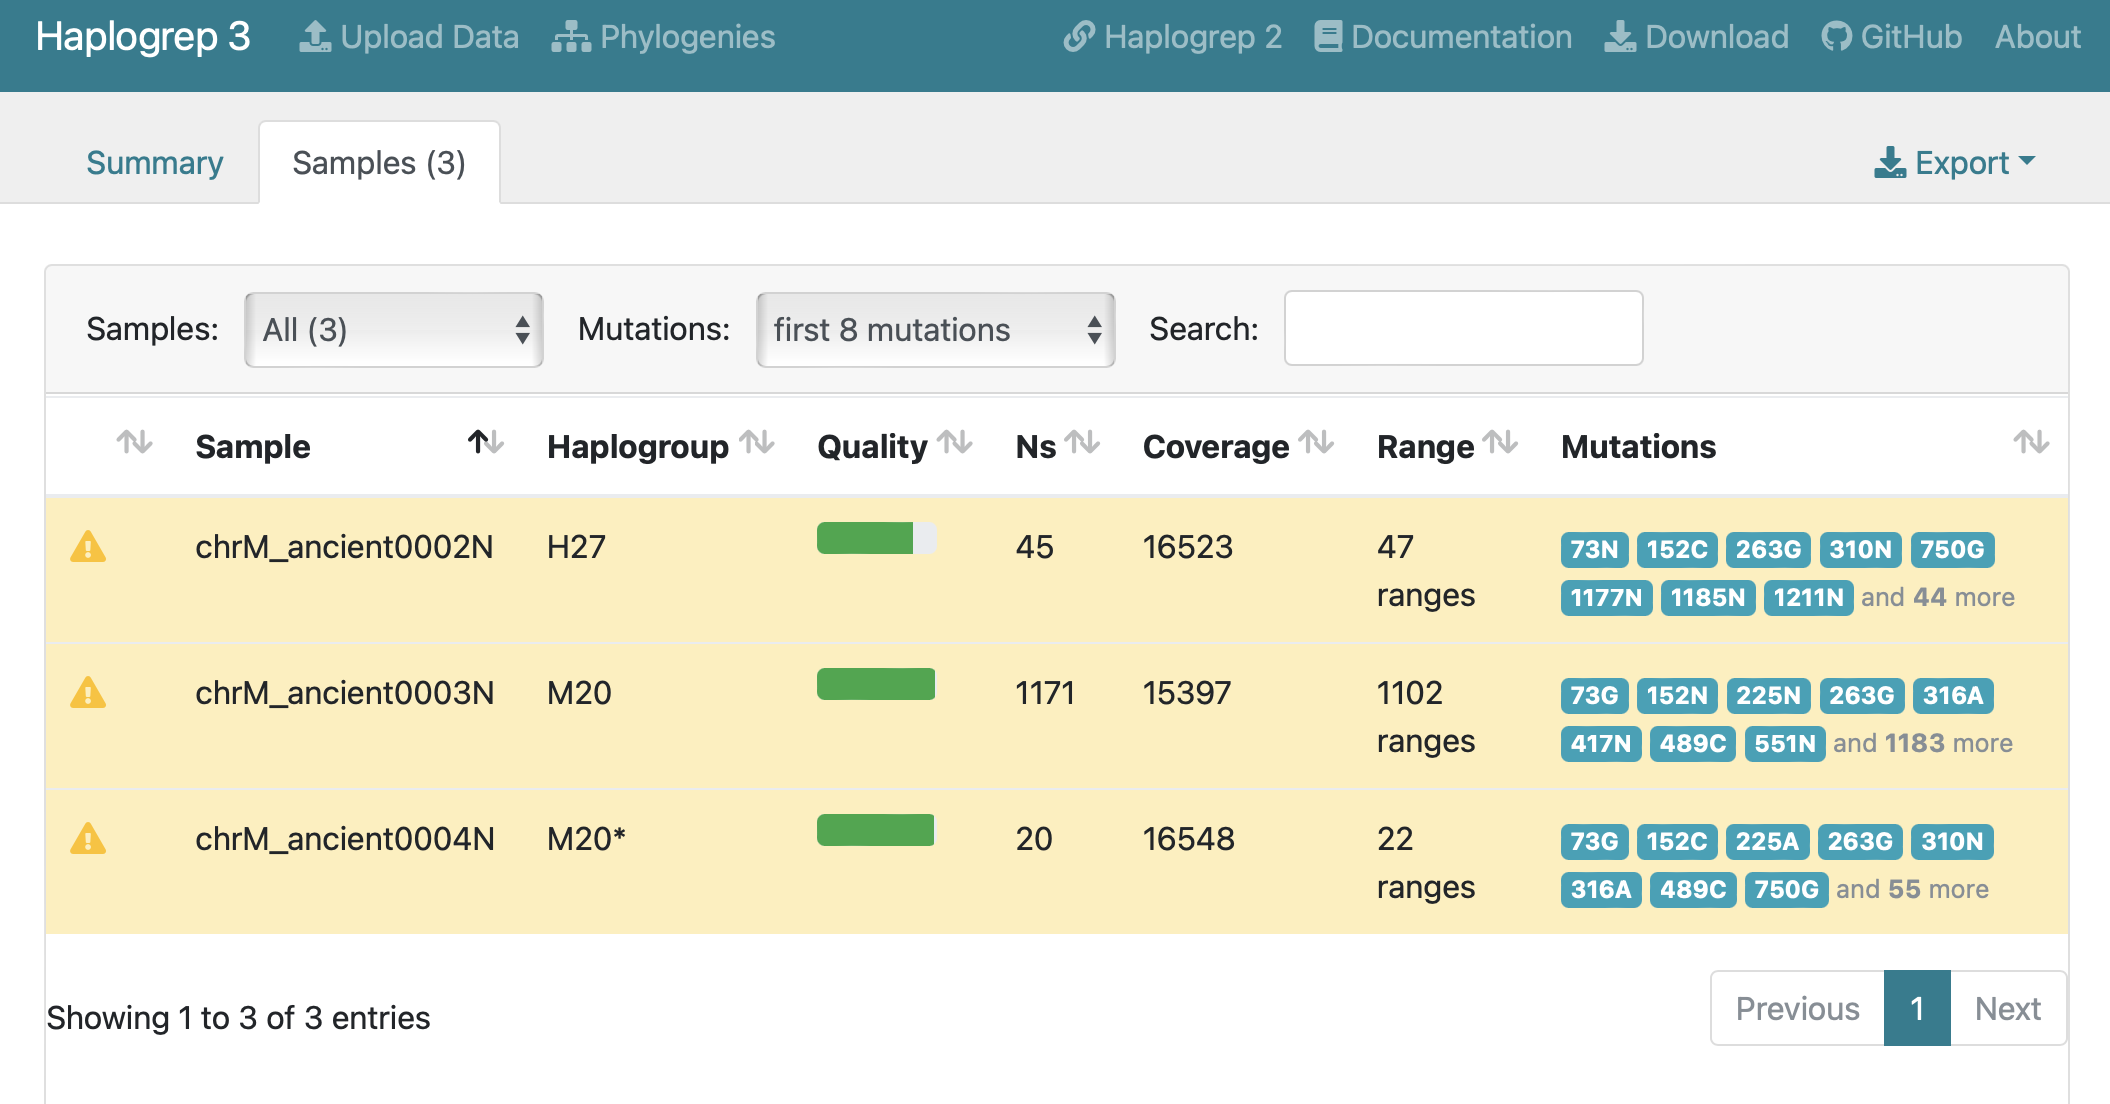 Haplogrep 3 Upload Data Phylogenies Haplogrep 2 Documentation Download GitHub About
Summary Samples (3) Export
Samples: All (3) Mutations: first 8 mutations Search:
Sample Haplogroup Quality Ns Coverage Range Mutations
chrM_ancient0002N H27 45 16523 47 ranges 73N 152C 263G 310N 750G
1177N 1185N 1211N and 44 more
chrM_ancient0003N M20 1171 15397 1102 ranges 73G 152N 225N 263G 316A
417N 489C 551N and 1183 more
chrM_ancient0004N M20* 20 16548 22 ranges 73G 152C 225A 263G 310N
316A 489C 750G and 55 more
Showing 1 to 3 of 3 entries Previous 1 Next